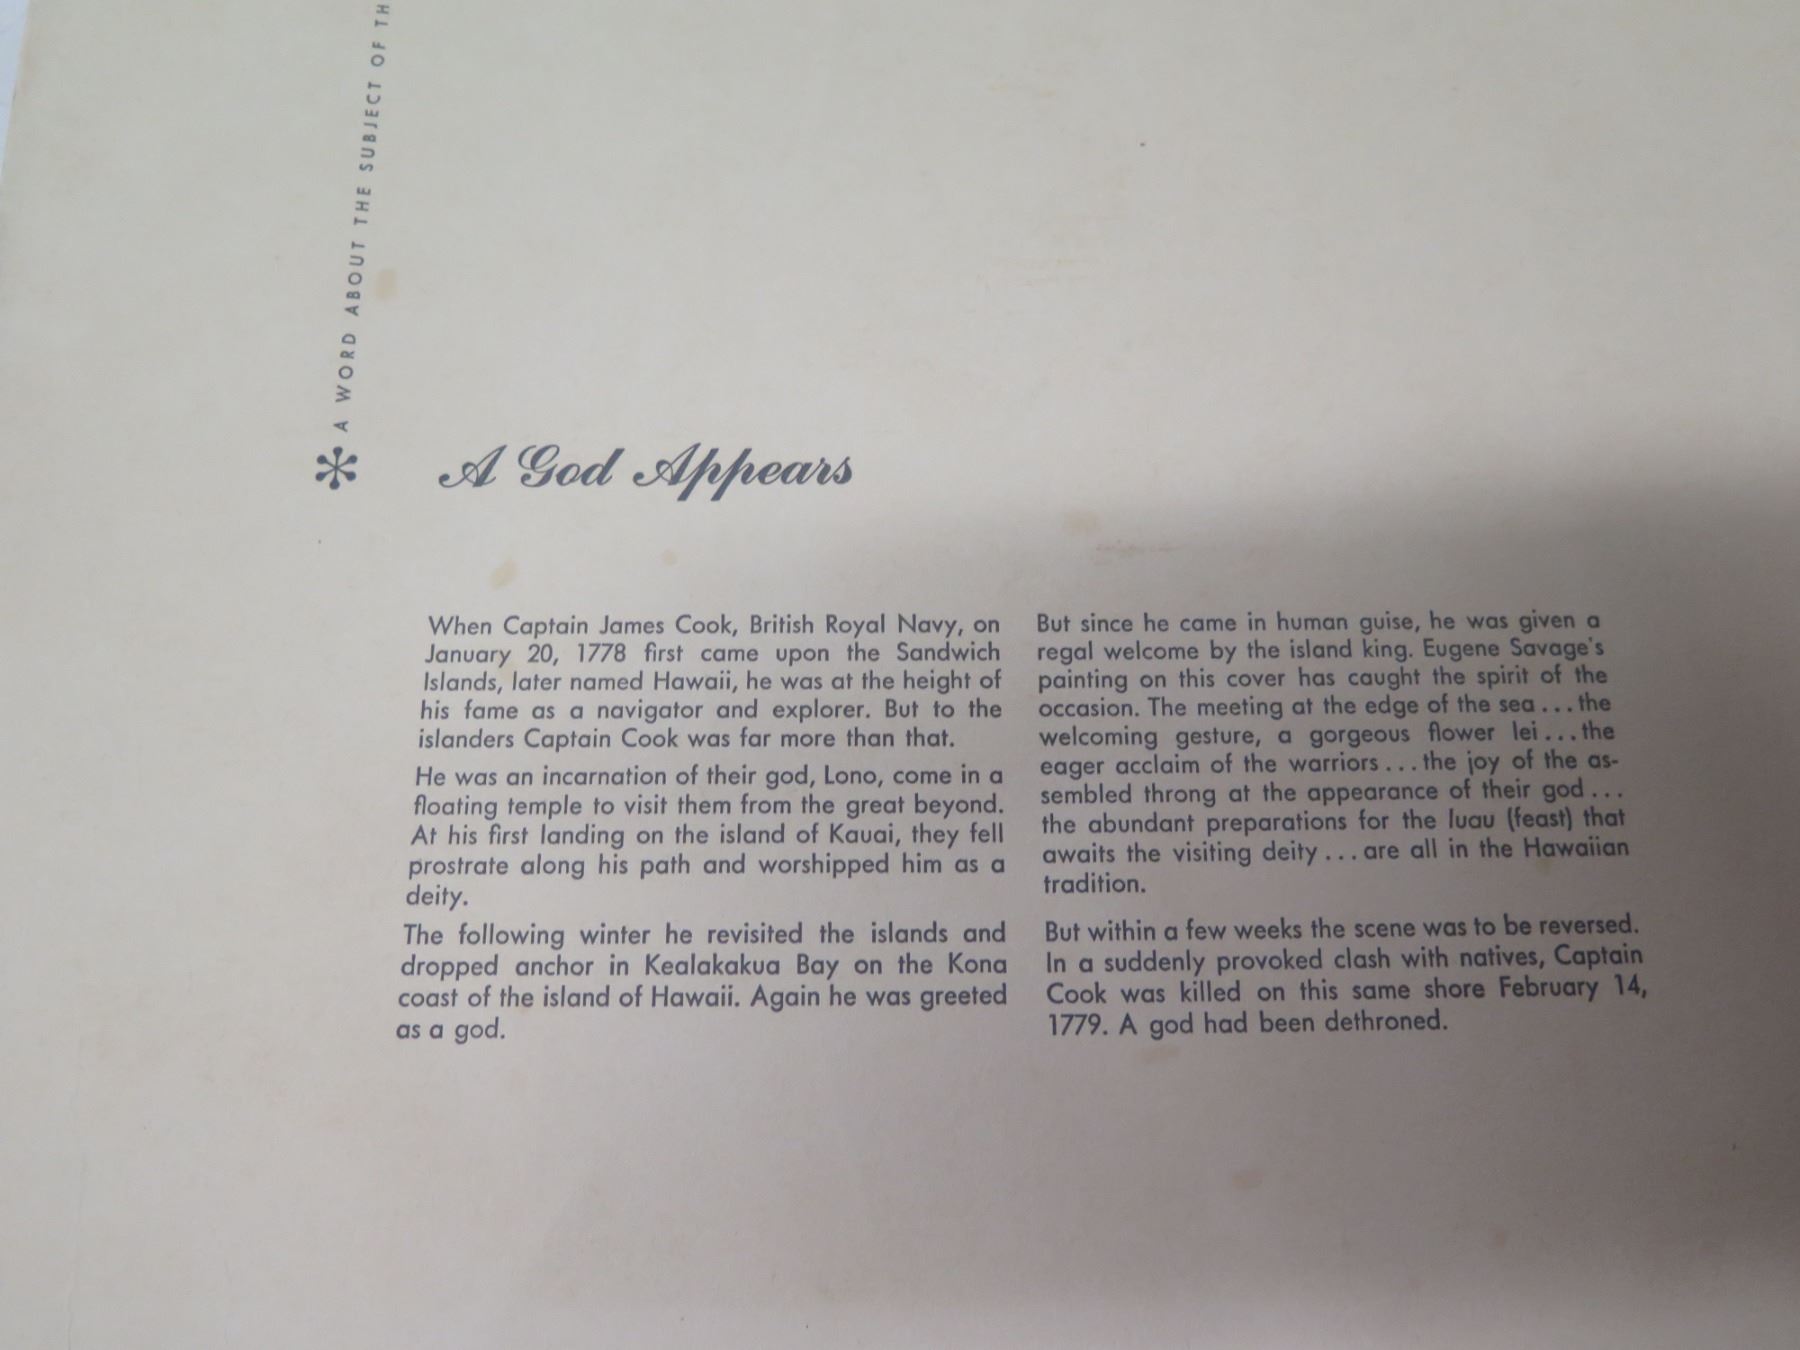 A WORD ABOUT THE SUBJECT OF
A God Appears
When Captain James Cook, British Royal Navy, on
January 20, 1778 first came upon the Sandwich
Islands, later named Hawaii, he was at the height of
his fame as a navigator and explorer. But to the
islanders Captain Cook was far more than that.
He was an incarnation of their god, Lono, come in a
floating temple to visit them from the great beyond.
At his first landing on the island of Kauai, they fell
prostrate along his path and worshipped him as a
deity.
The following winter he revisited the islands and
dropped anchor in Kealakakua Bay on the Kona
coast of the island of Hawaii. Again he was greeted
as a god.
But since he came in human guise, he was given a
regal welcome by the island king. Eugene Savage's
painting on this cover has caught the spirit of the
occasion. The meeting at the edge of the sea...the
welcoming gesture, a gorgeous flower lei...the
eager acclaim of the warriors...the joy of the as-
sembled throng at the appearance of their god...
the abundant preparations for the luau (feast) that
awaits the visiting deity...are all in the Hawaiian
tradition.
But within a few weeks the scene was to be reversed.
In a suddenly provoked clash with natives, Captain
Cook was killed on this same shore February 14,
1779. A god had been dethroned.